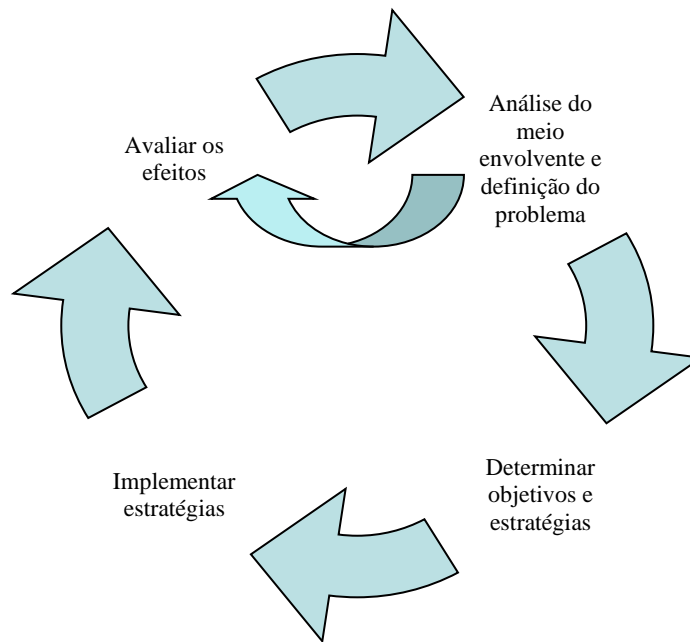 Análise do
meio
envolvente e
definição do
problema
Determinar
objetivos e
estratégias
Implementar
estratégias
Avaliar os
efeitos